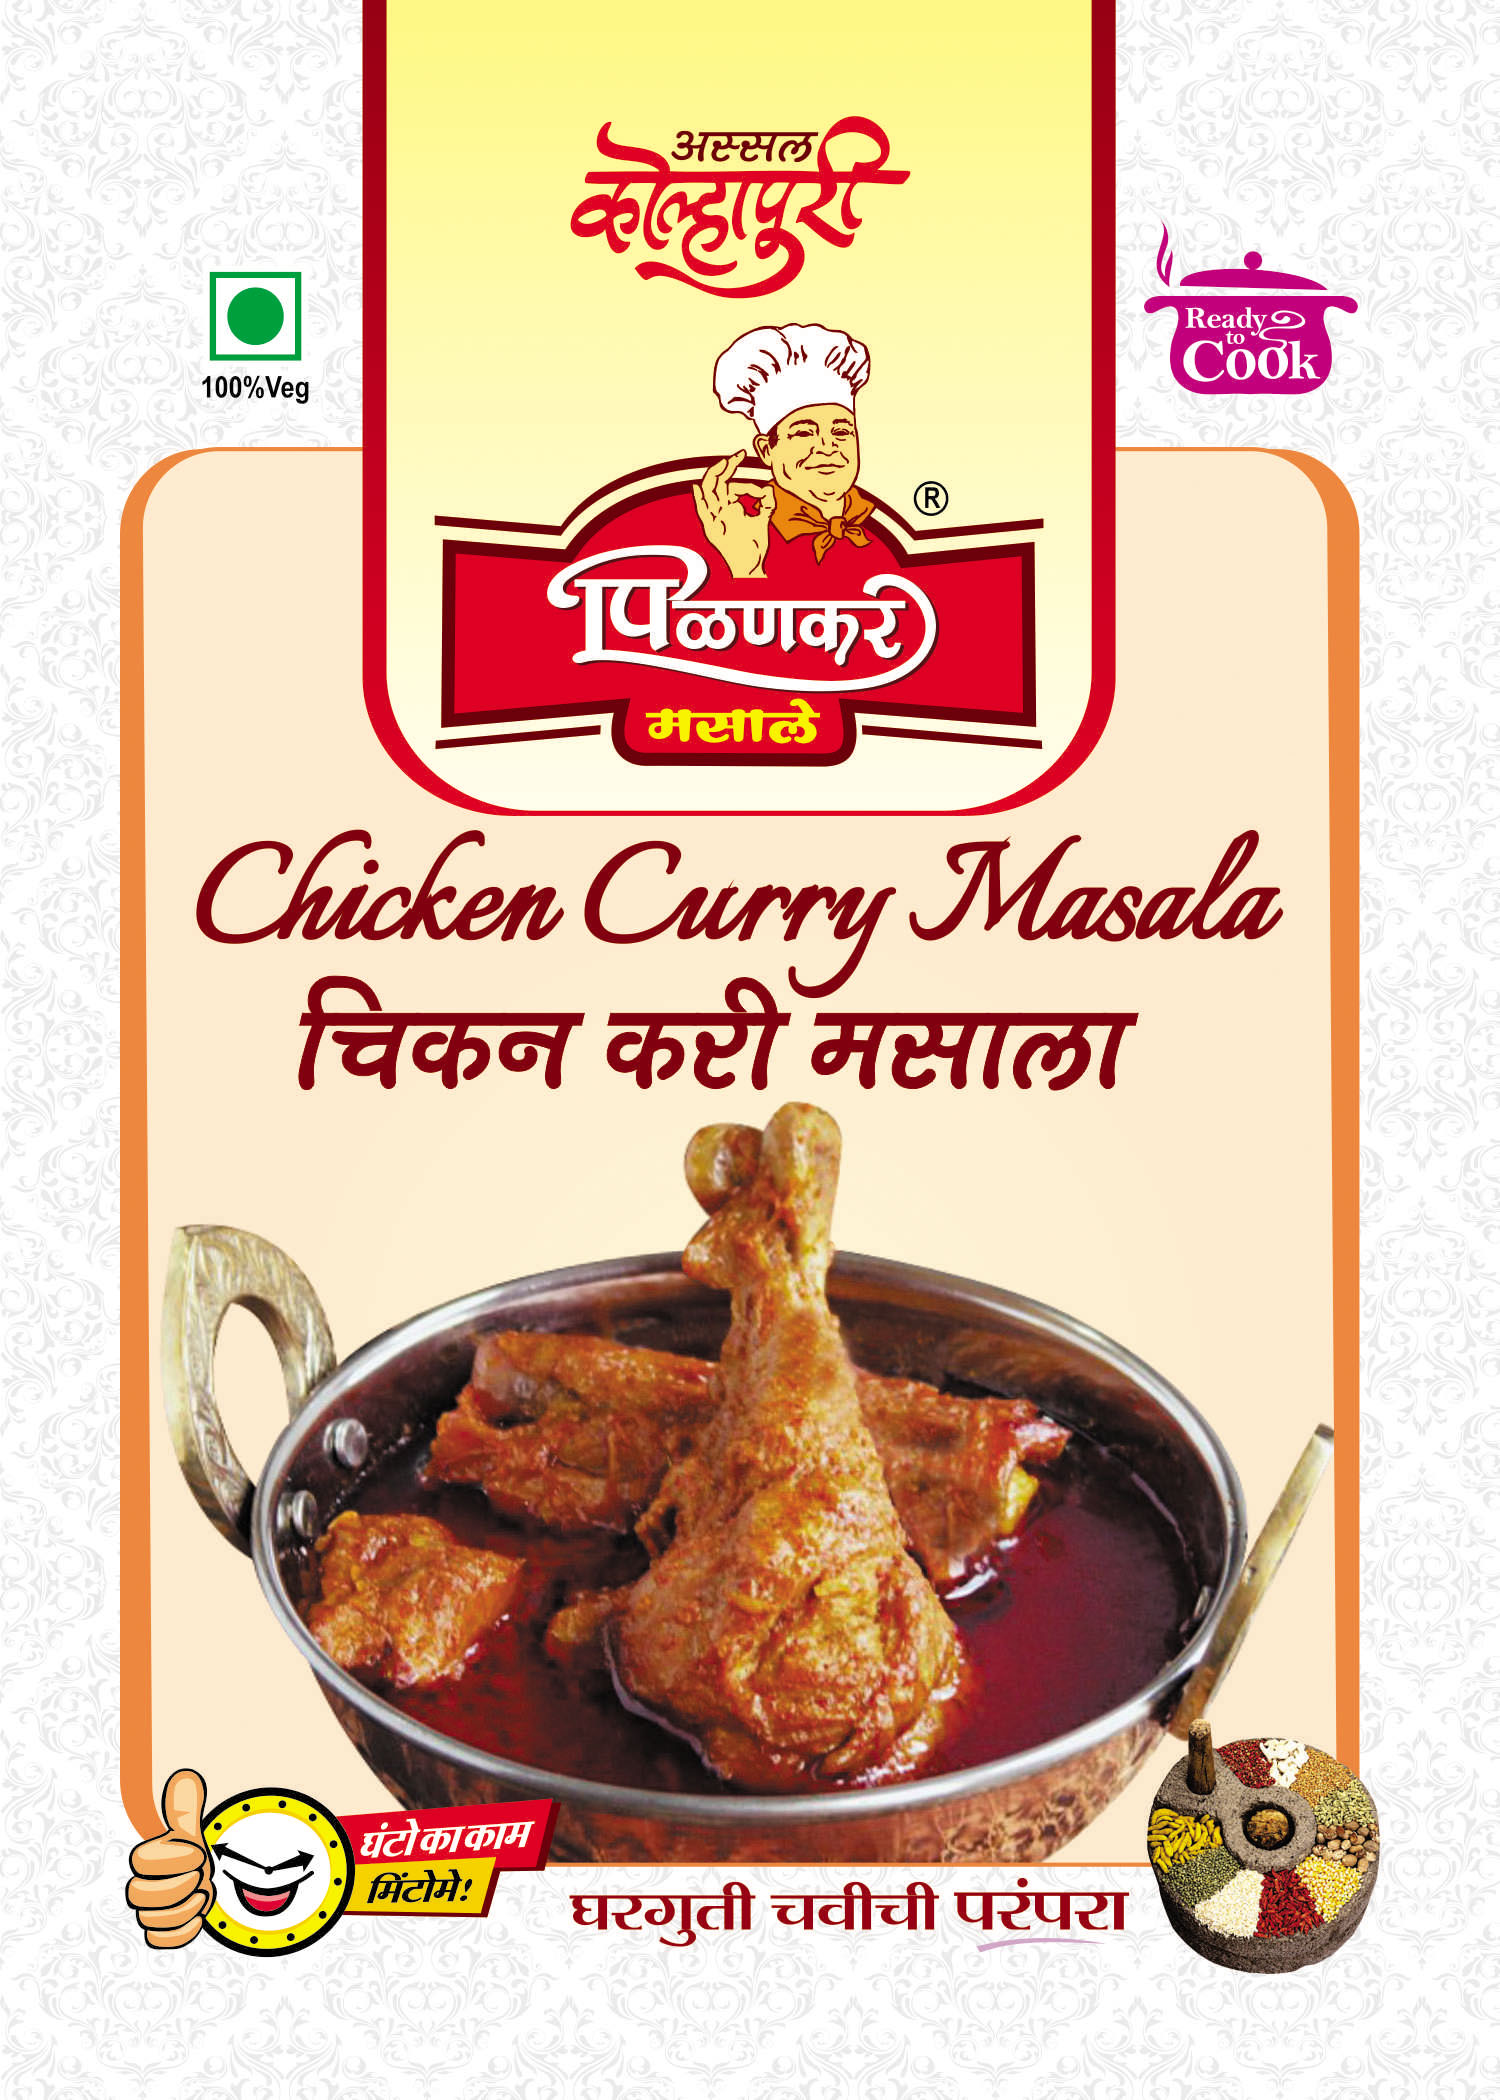 अस्सल
कोल्हापुरी
100%Veg
Ready
to
Cook
®
पिळणकर
मसाले
Chicken Curry Masala
चिकन करी मसाला
घंटो का काम
मिंटोमे!
घरगुती चवीची परंपरा